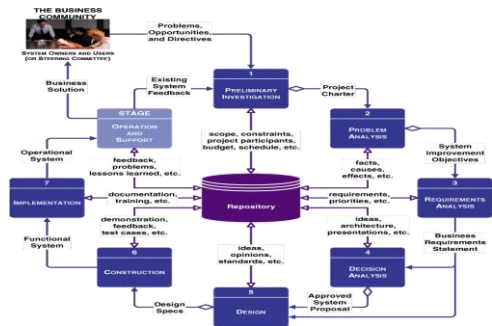 THE BUSINESS
COMMUNITY
SYSTEM OWNERS AND USERS
(OR STEERING COMMITTEE)
Problems,
Opportunities,
and Directives
Business
Solution
Existing
System
Feedback
1
PRELIMINARY
INVESTIGATION
Project
Charter
STAGE
OPERATION
AND
SUPPORT
2
PROBLEM
ANALYSIS
scope, constraints,
project participants,
budget, schedule, etc.
Operational
System
feedback,
problems,
lessons learned, etc.
facts,
causes,
effects, etc.
System
Improvement
Objectives
7
IMPLEMENTATION
documentation,
training, etc.
Repository
requirements,
priorities, etc.
3
REQUIREMENTS
ANALYSIS
Functional
System
demonstration,
feedback,
test cases, etc.
ideas,
architecture,
presentations, etc.
Business
Requirements
Statement
6
CONSTRUCTION
ideas,
opinions,
standards, etc.
4
DECISION
ANALYSIS
Design
Specs
5
DESIGN
Approved
System
Proposal